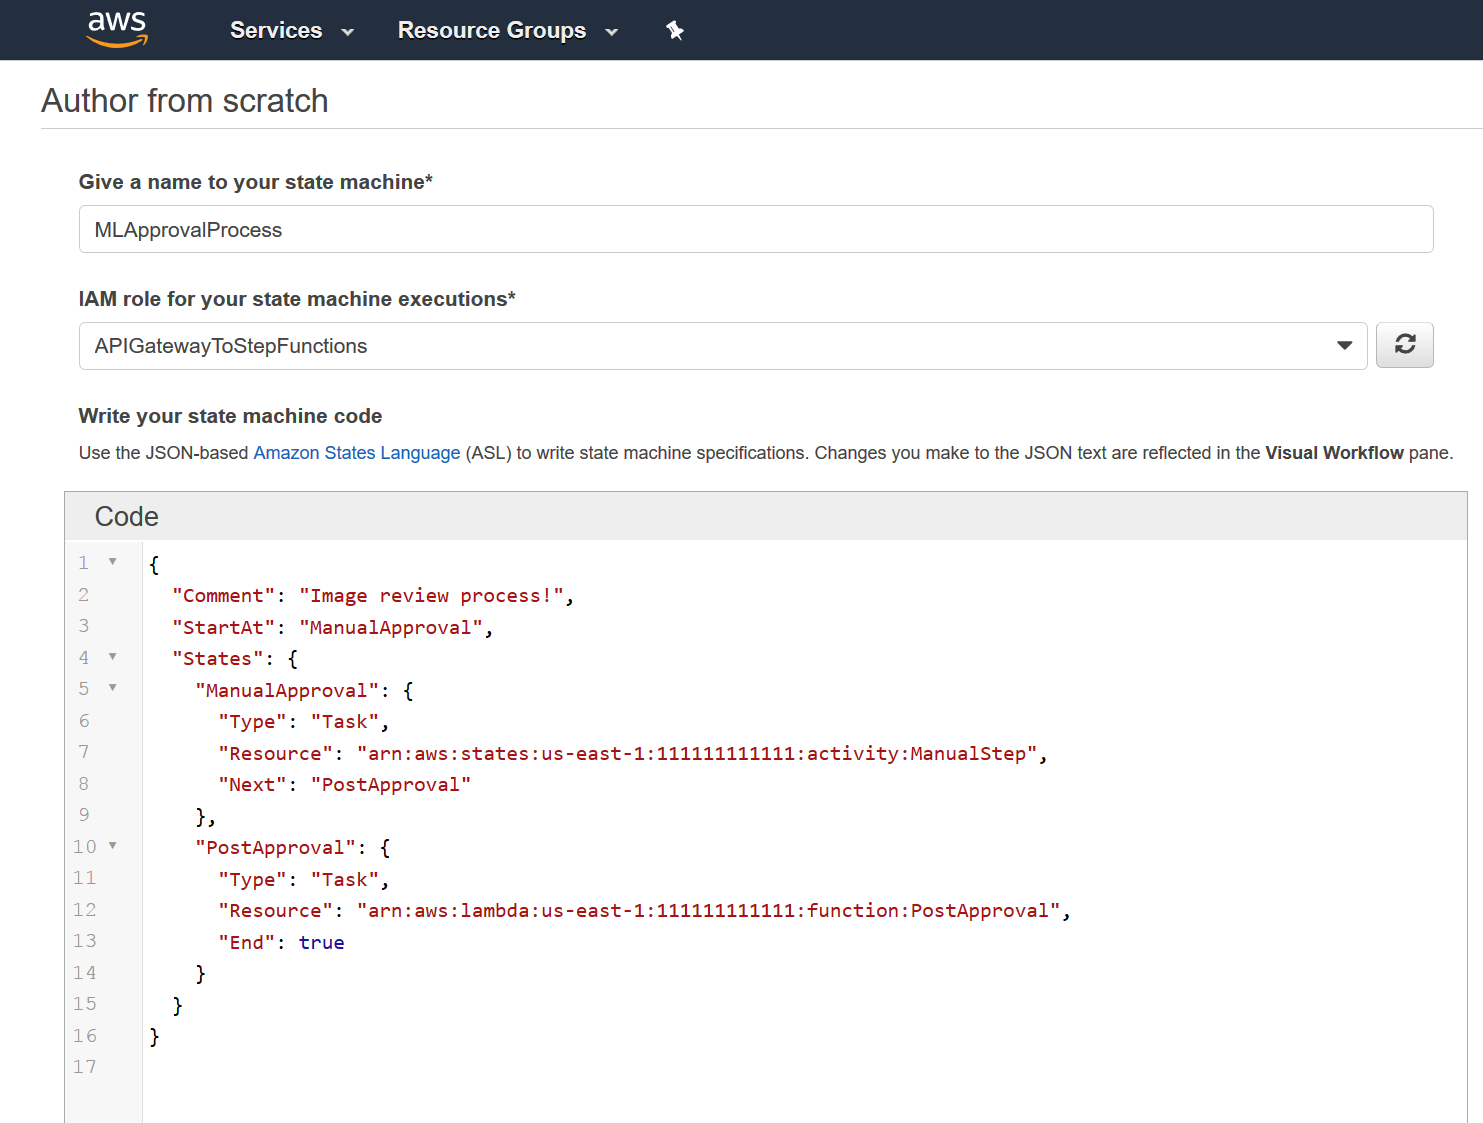 aws Services Resource Groups
Author from scratch
Give a name to your state machine*
MLApprovalProcess
IAM role for your state machine executions*
APIGatewayToStepFunctions
Write your state machine code
Use the JSON-based Amazon States Language (ASL) to write state machine specifications. Changes you make to the JSON text are reflected in the Visual Workflow pane.
Code
1 {
2 "Comment": "Image review process!",
3 "StartAt": "ManualApproval",
4 "States": {
5 "ManualApproval": {
6 "Type": "Task",
7 "Resource": "arn:aws:states:us-east-1:111111111111:activity:ManualStep",
8 "Next": "PostApproval"
9 },
10 "PostApproval": {
11 "Type": "Task",
12 "Resource": "arn:aws:lambda:us-east-1:111111111111:function:PostApproval",
13 "End": true
14 }
15 }
16 }
17